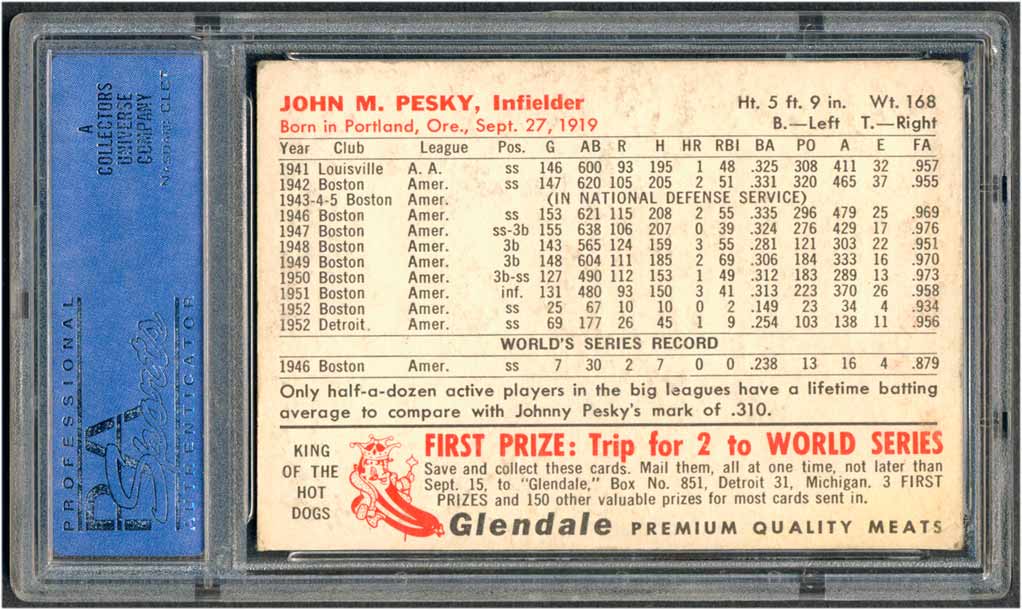 A
COLLECTORS
UNIVERSE
COMPANY
NASDAQ: CLCT
PROFESSIONAL
PSA
Sports
AUTHENTICATOR
JOHN M. PESKY, Infielder Ht. 5 ft. 9 in. Wt. 168
Born in Portland, Ore., Sept. 27, 1919 B.—Left T.—Right
Year Club League Pos. G AB R H HR RBI BA PO A E FA
1941 Louisville A. A. ss 146 600 93 195 1 48 .325 308 411 32 .957
1942 Boston Amer. ss 147 620 105 205 2 51 .331 320 465 37 .955
1943-4-5 Boston Amer. (IN NATIONAL DEFENSE SERVICE)
1946 Boston Amer. ss 153 621 115 208 2 55 .335 296 479 25 .969
1947 Boston Amer. ss-3b 155 638 106 207 0 39 .324 276 429 17 .976
1948 Boston Amer. 3b 143 565 124 159 3 55 .281 121 303 22 .951
1949 Boston Amer. 3b 148 604 111 185 2 69 .306 184 333 16 .970
1950 Boston Amer. 3b-ss 127 490 112 153 1 49 .312 183 289 13 .973
1951 Boston Amer. inf. 131 480 93 150 3 41 .313 223 370 26 .958
1952 Boston Amer. ss 25 67 10 10 0 2 .149 23 34 4 .934
1952 Detroit. Amer. ss 69 177 26 45 1 9 .254 103 138 11 .956
WORLD'S SERIES RECORD
1946 Boston Amer. ss 7 30 2 7 0 0 .238 13 16 4 .879
Only half-a-dozen active players in the big leagues have a lifetime batting
average to compare with Johnny Pesky's mark of .310.
KING
OF THE
HOT
DOGS
FIRST PRIZE: Trip for 2 to WORLD SERIES
Save and collect these cards. Mail them, all at one time, not later than
Sept. 15, to "Glendale," Box No. 851, Detroit 31, Michigan. 3 FIRST
PRIZES and 150 other valuable prizes for most cards sent in.
Glendale PREMIUM QUALITY MEATS